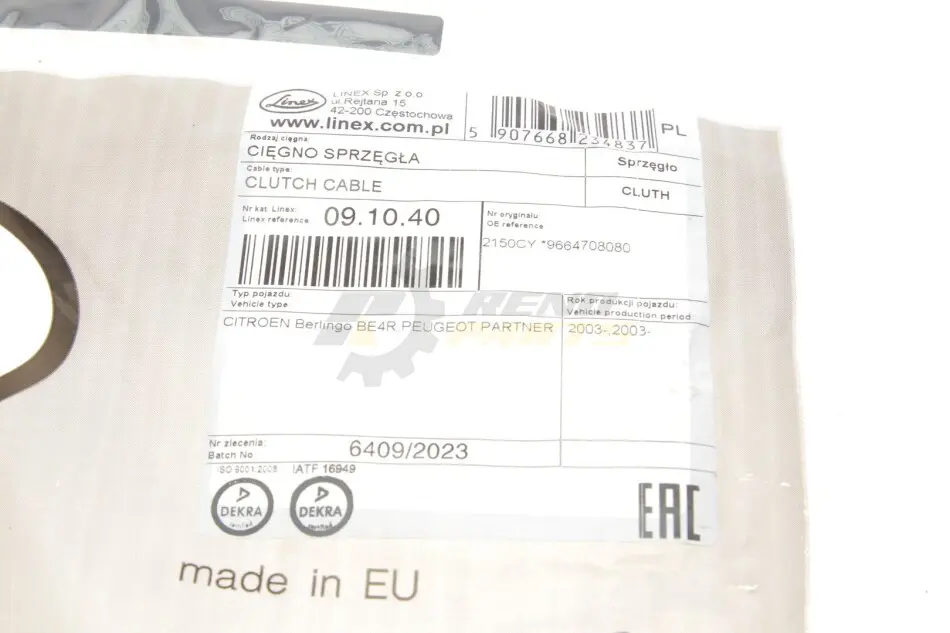 Linex
LINEX Sp. z o.o
ul.Rejtana 15
42-200 Częstochowa
www.linex.com.pl
5 907668 234837
PL
Rodzaj cięgna:
CIĘGNO SPRZĘGŁA
Sprzęgło
Cable type:
CLUTCH CABLE
CLUTH
Nr kat. Linex:
Linex reference
09.10.40
Nr oryginału:
OE reference
2150CY *9664708080
Typ pojazdu:
Vehicle type
Rok produkcji pojazdu:
Vehicle production period
CITROEN Berlingo BE4R PEUGEOT PARTNER
2003-,2003-
RENO
PARTS
Nr zlecenia:
Batch No
6409/2023
ISO 9001:2008
IATF 16949
DEKRA
DEKRA
EAC
made in EU